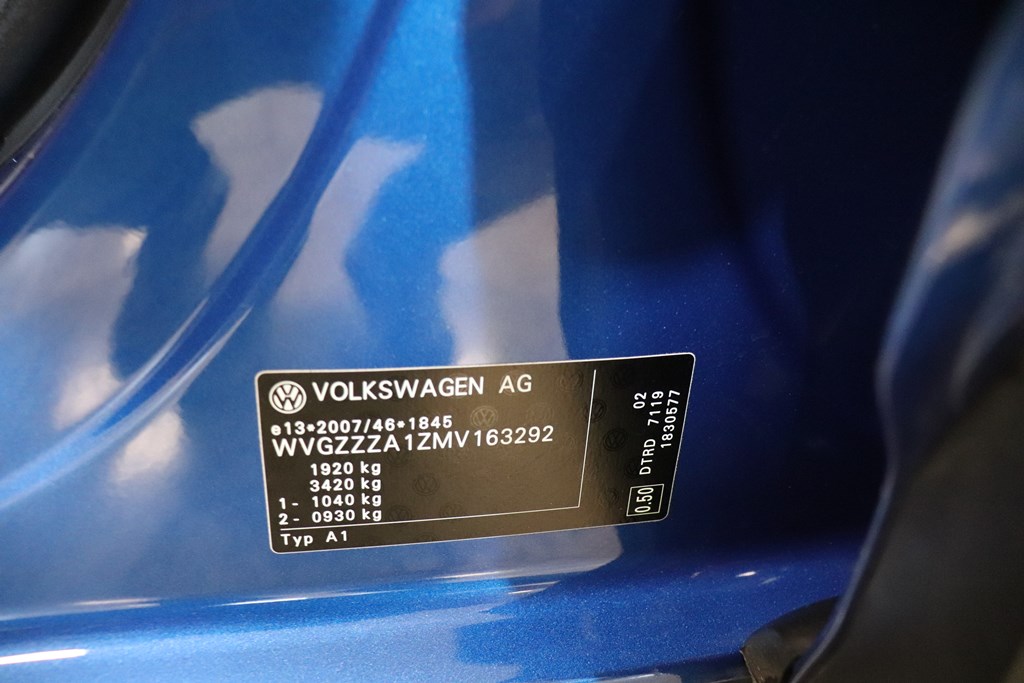 VOLKSWAGEN AG
e13*2007/46*1845
WVGZZZA1ZMV163292
1920 kg
3420 kg
1- 1040 kg
2- 0930 kg
Typ A1
0.50 DTRD 7119 02
1830577